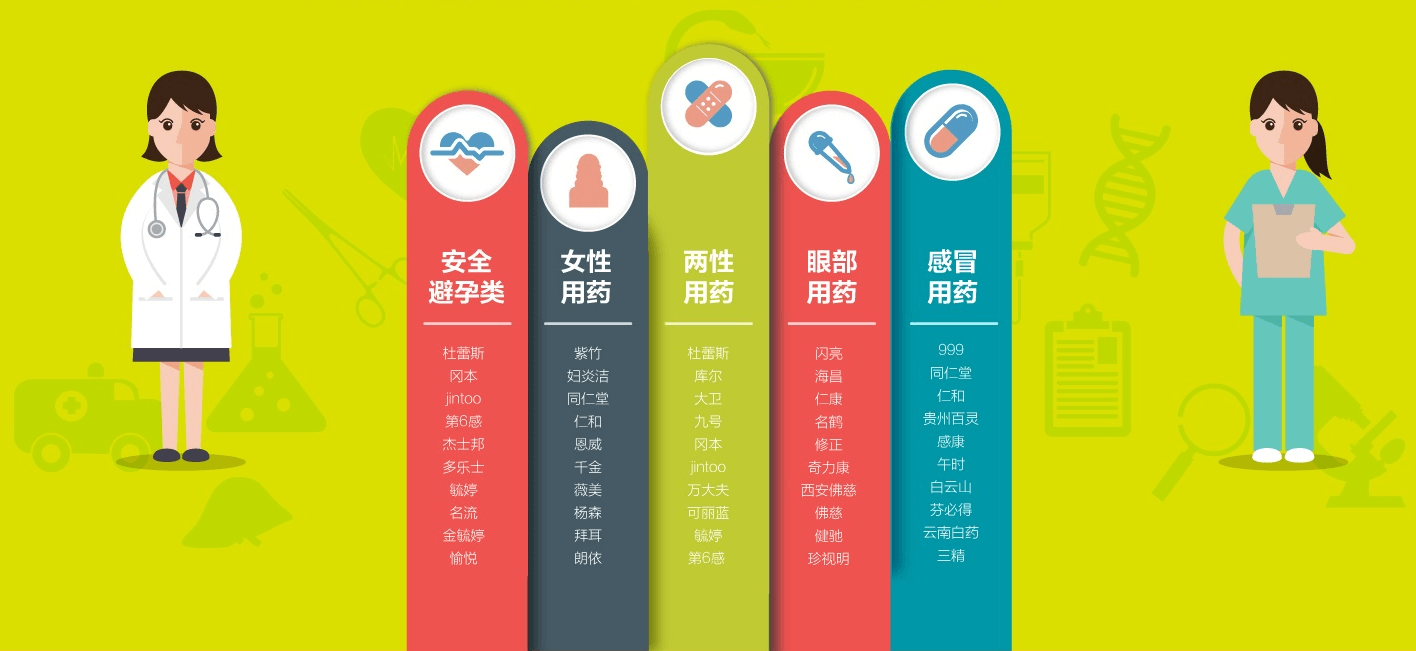 安全
避孕类
杜蕾斯
冈本
jintoo
第6感
杰士邦
多乐士
毓婷
名流
金毓婷
愉悦
女性
用药
紫竹
妇炎洁
同仁堂
仁和
恩威
千金
薇美
杨森
拜耳
朗依
两性
用药
杜蕾斯
库尔
大卫
九号
冈本
jintoo
万大夫
可丽蓝
毓婷
第6感
眼部
用药
闪亮
海昌
仁康
名鹤
修正
奇力康
西安佛慈
佛慈
健驰
珍视明
感冒
用药
999
同仁堂
仁和
贵州百灵
感康
午时
白云山
芬必得
云南白药
三精